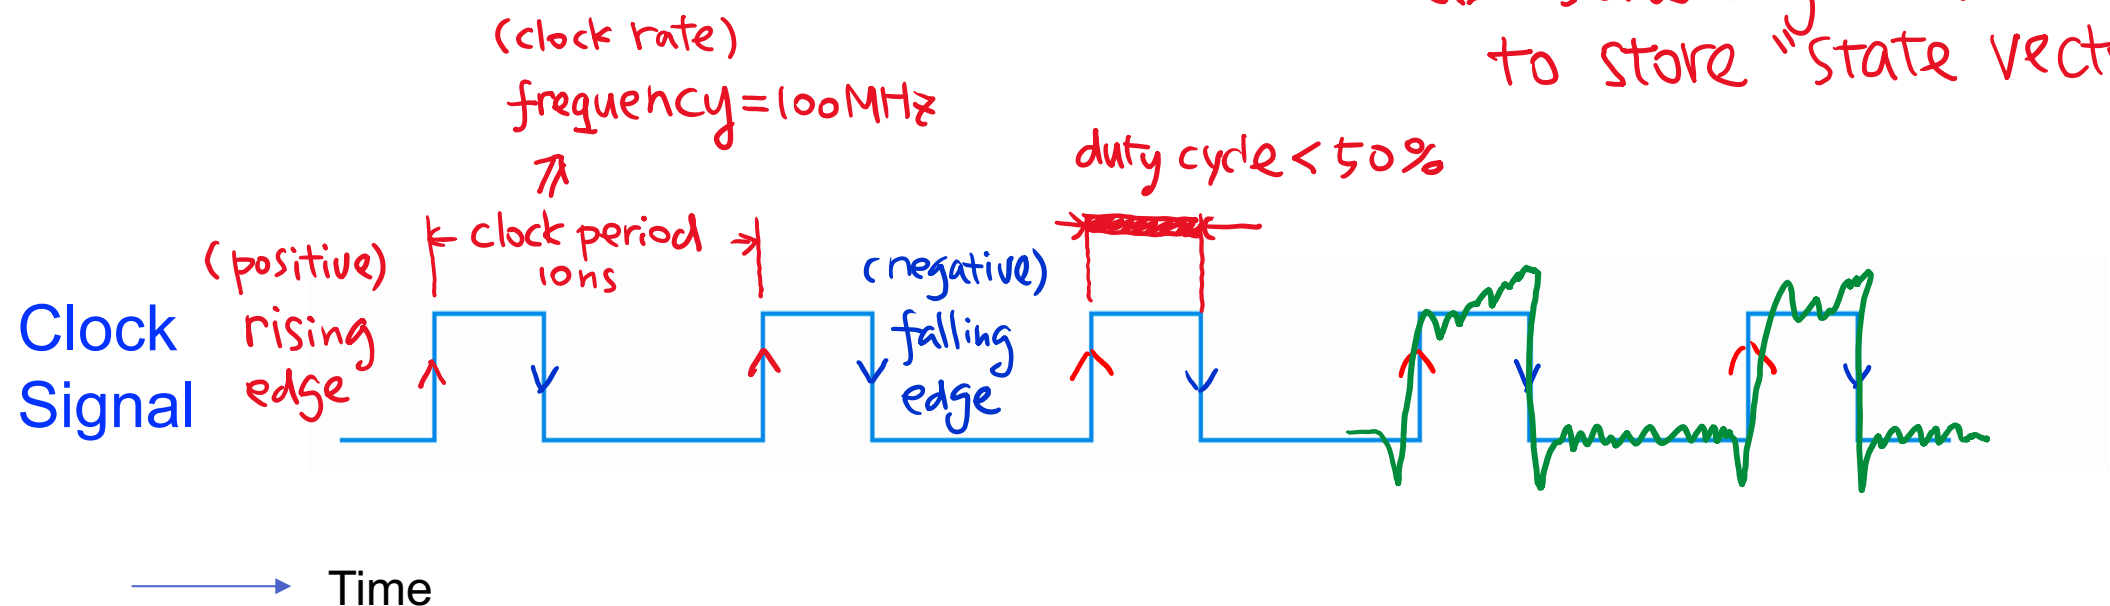 to store "state
(clock rate)
frequency=100MHz
duty cycle < 50%
clock period
10ns
(positive)
rising
edge
(negative)
falling
edge
Clock
Signal
Time